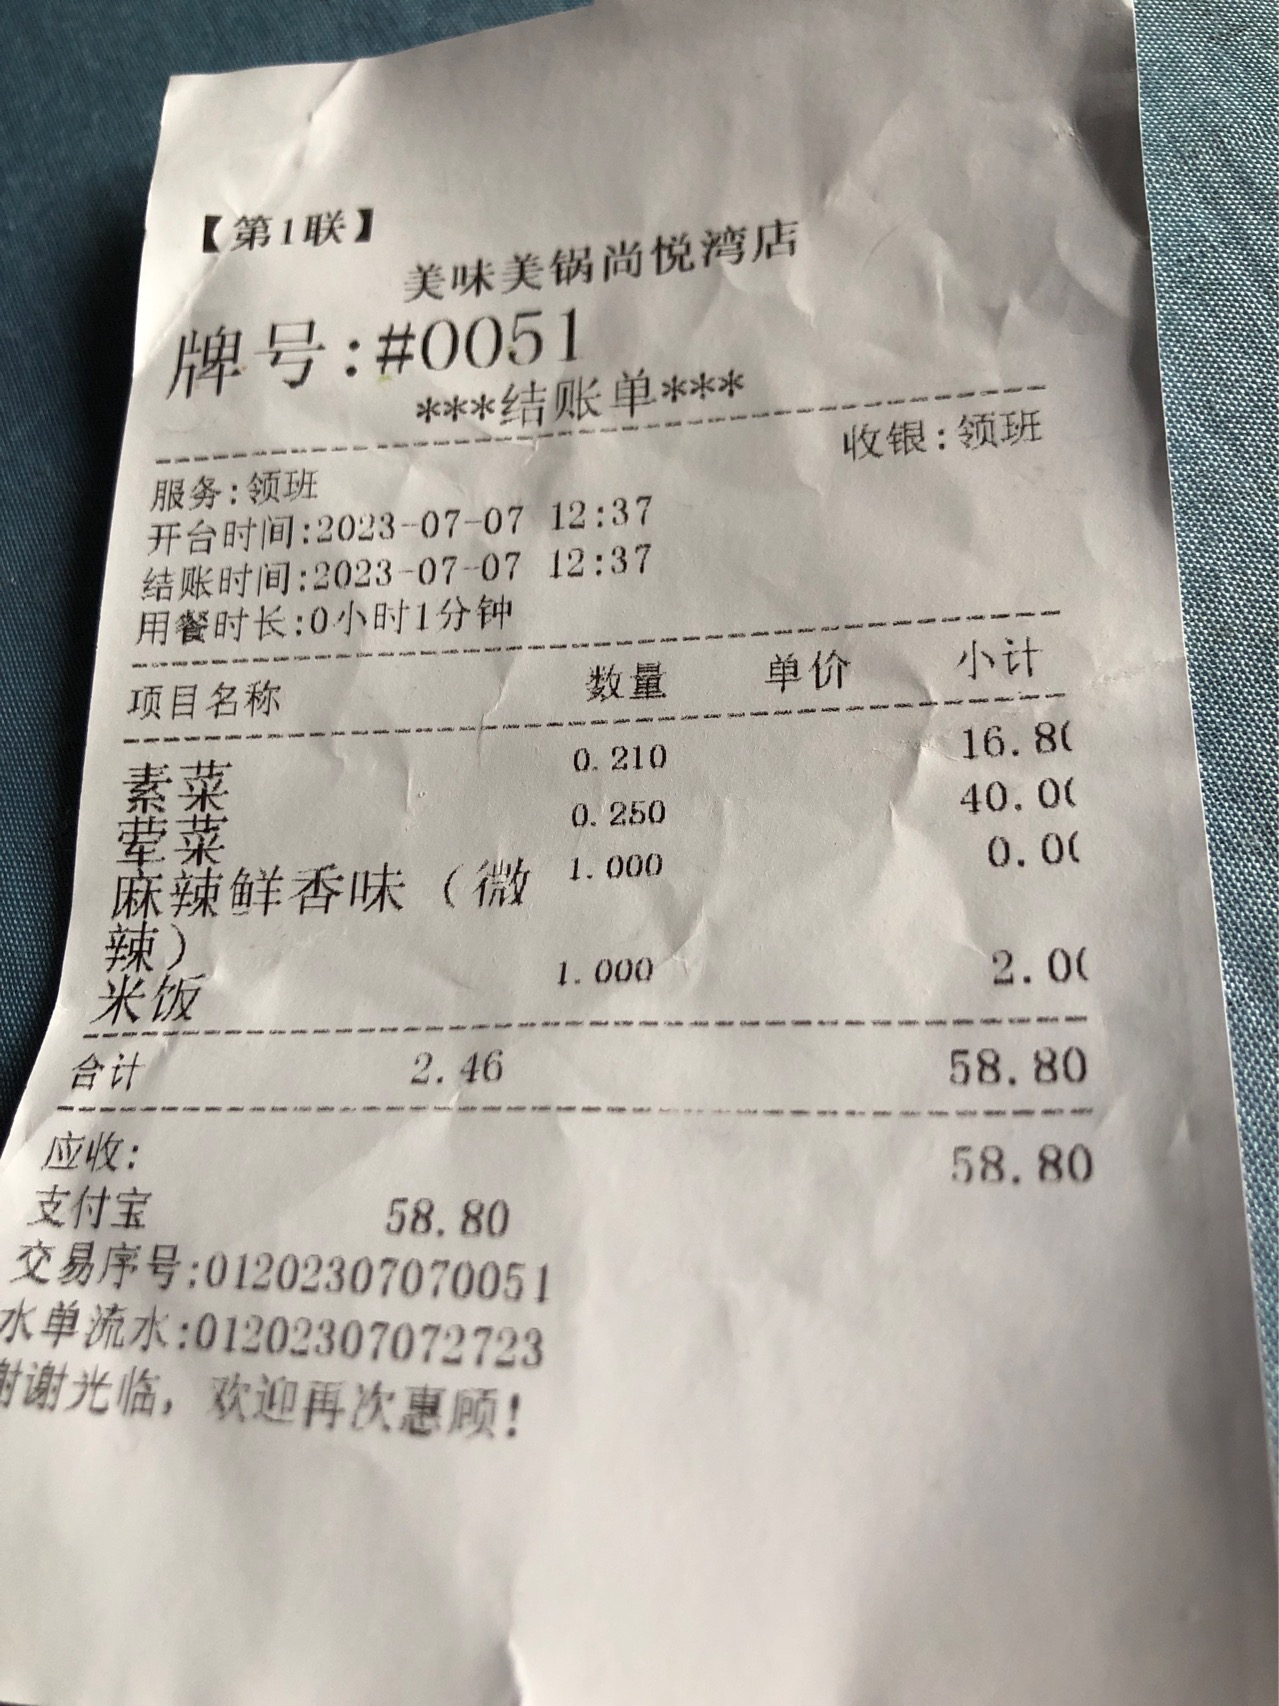 【第1联】
美味美锅尚悦湾店
牌号:#0051
***结账单***
收银:领班
服务:领班
开台时间:2023-07-07 12:37
结账时间:2023-07-07 12:37
用餐时长:0小时1分钟
项目名称 数量 单价 小计
素菜 0.210 16.80
荤菜 0.250 40.00
麻辣鲜香味（微 1.000 0.00
辣）
米饭 1.000 2.00
合计 2.46 58.80
应收: 58.80
支付宝 58.80
交易序号:01202307070051
水单流水:01202307072723
谢谢光临，欢迎再次惠顾!